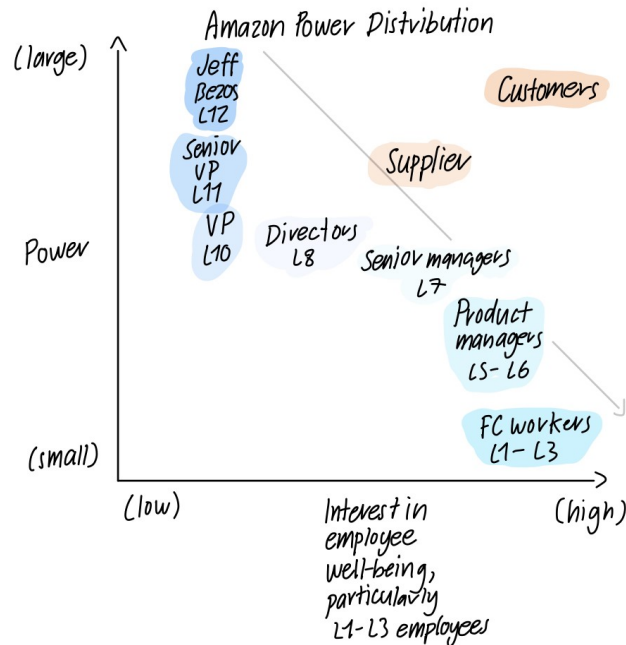 Amazon Power Distribution
(large)
Jeff
Bezos
L12
Customers
Senior
VP
L11
Supplier
Power
VP
L10
Directors
L8
Senior managers
L7
Product
managers
L5- L6
FC workers
L1- L3
(small)
(low)
(high)
Interest in
employee
well-being,
particularly
L1-L3 employees